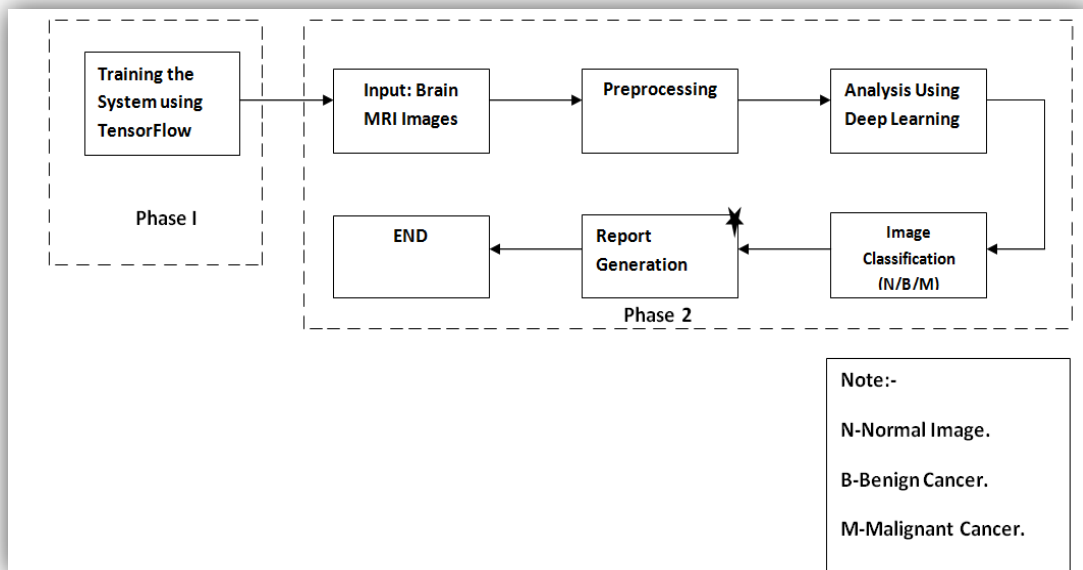 Training the
System using
TensorFlow
Phase I
Input: Brain
MRI Images
Preprocessing
Analysis Using
Deep Learning
Image
Classification
(N/B/M)
Report
Generation
END
Phase 2
Note:-
N-Normal Image.
B-Benign Cancer.
M-Malignant Cancer.